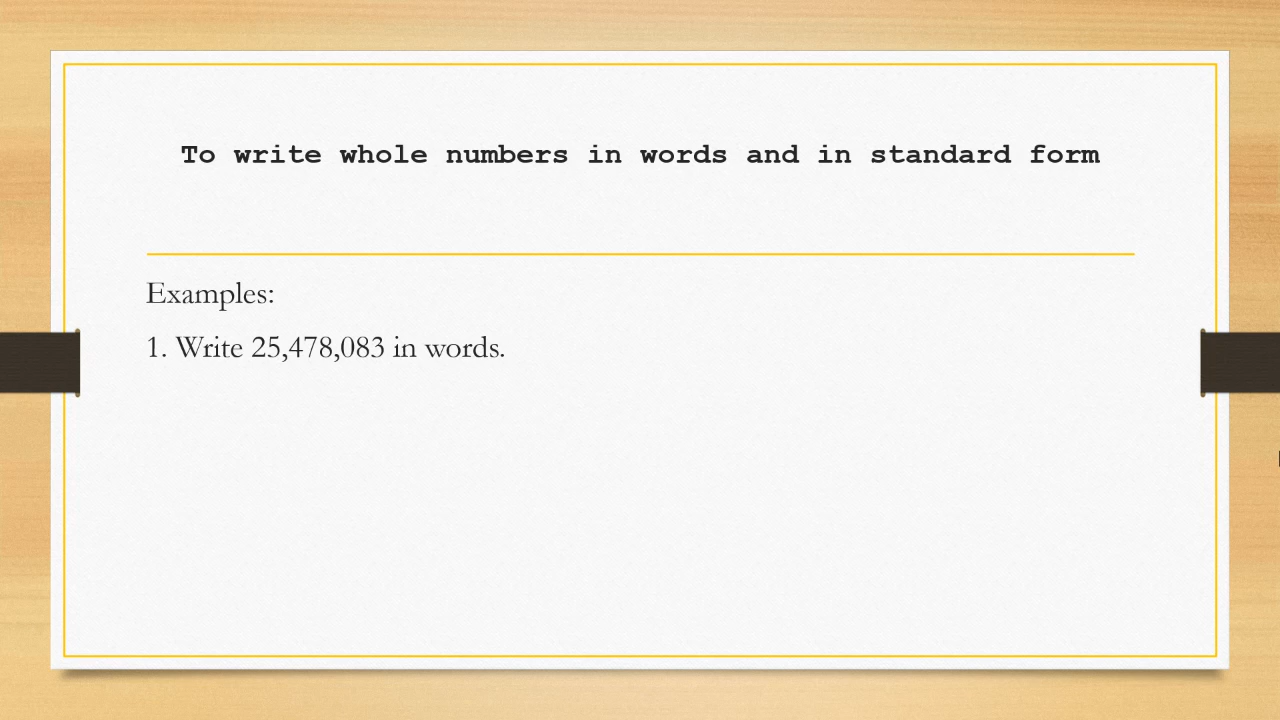 To write whole numbers in words and in standard form
Examples:
1. Write 25,478,083 in words.